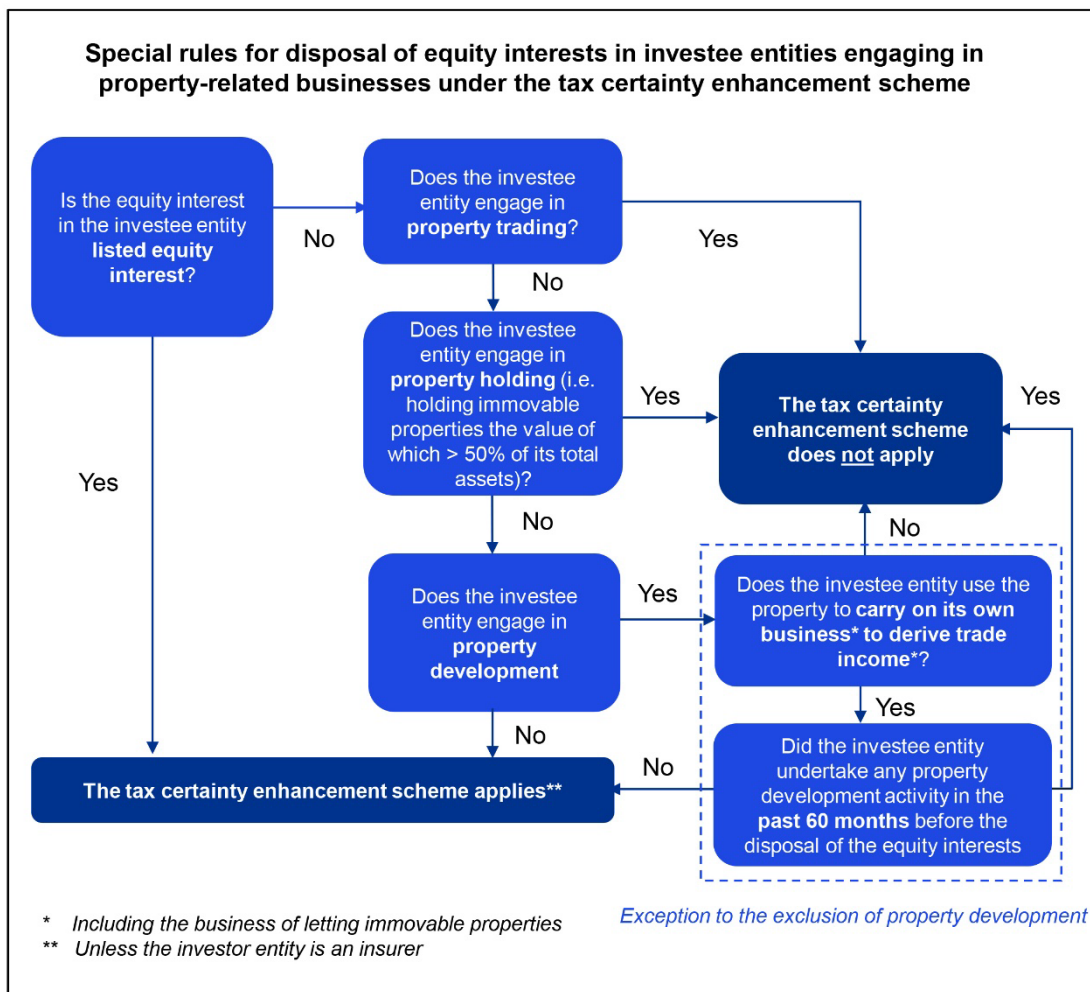 Special rules for disposal of equity interests in investee entities engaging in
property-related businesses under the tax certainty enhancement scheme
Is the equity interest
in the investee entity
listed equity
interest?
No
Does the investee
entity engage in
property trading?
Yes
No
Does the investee
entity engage in
property holding (i.e.
holding immovable
properties the value of
which > 50% of its total
assets)?
Yes
The tax certainty
enhancement scheme
does not apply
Yes
Yes
No
No
Does the investee
entity engage in
property development
Yes
Does the investee entity use the
property to carry on its own
business* to derive trade
income*?
Yes
No
Did the investee entity
undertake any property
development activity in the
past 60 months before the
disposal of the equity interests
No
The tax certainty enhancement scheme applies**
* Including the business of letting immovable properties
** Unless the investor entity is an insurer
Exception to the exclusion of property development